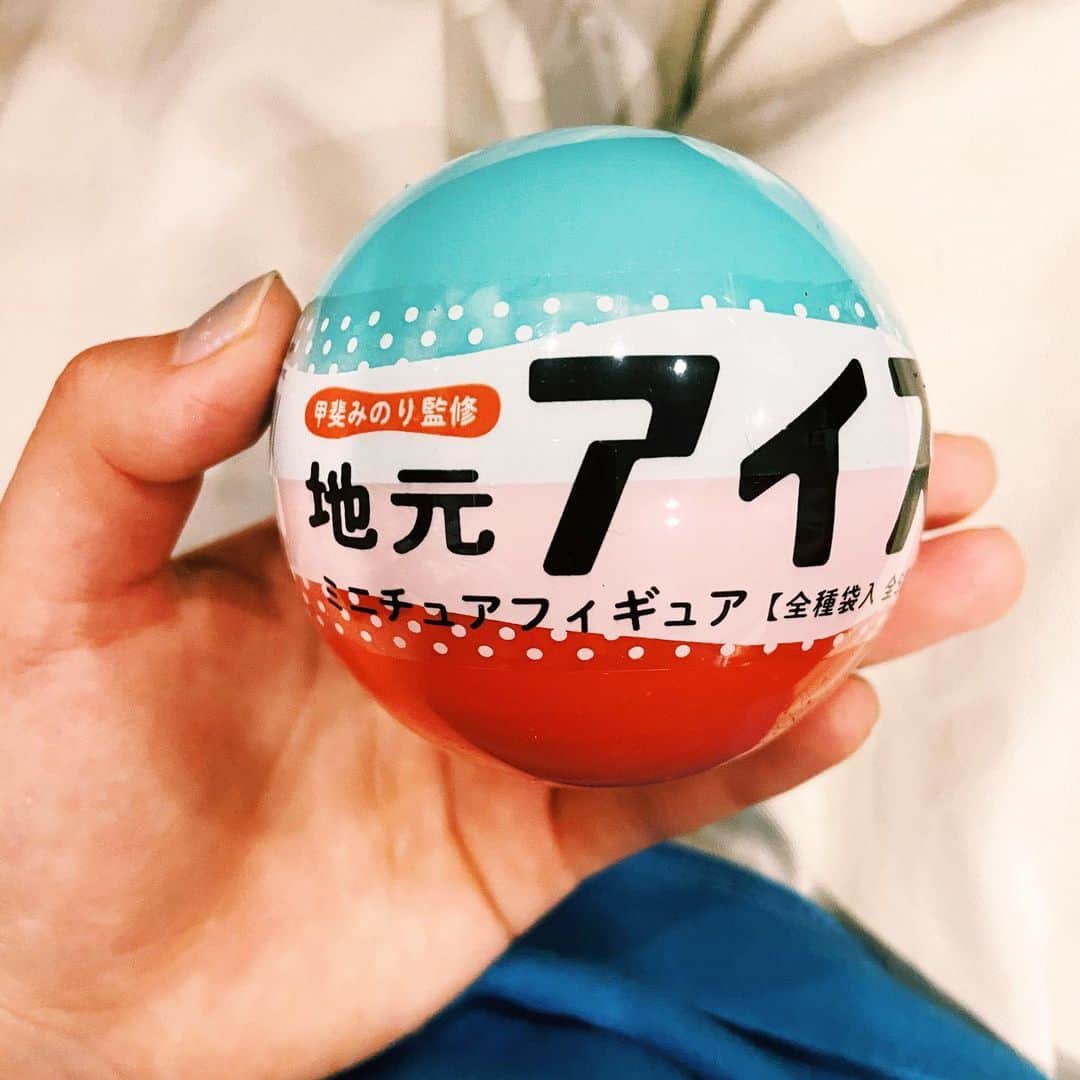 甲斐みのり監修
地元アイ
ミニチュアフィギュア【全種袋入 全